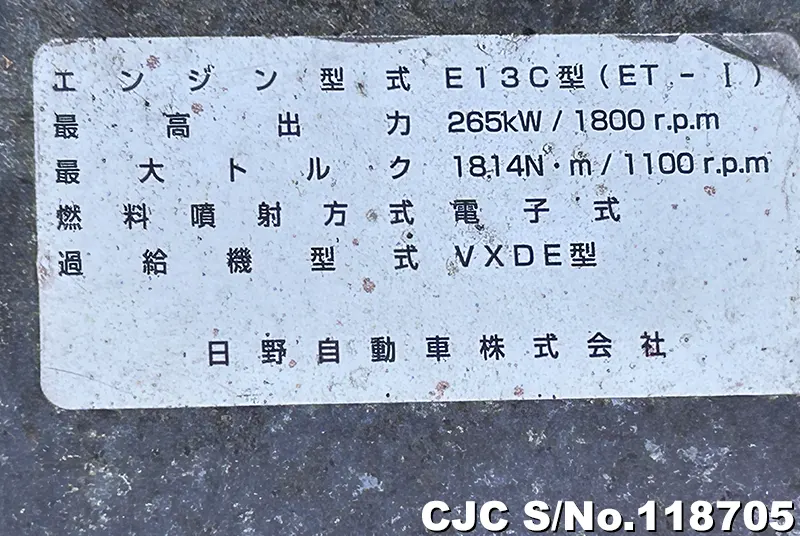 エンジン型式 E13C型(ET-I)
最高出力 265kW/1800r.p.m
最大トルク 1814N・m/1100r.p.m
燃料噴射方式 電子式
過給機型式 VXDE型
日野自動車株式会社
CJC S/No.118705